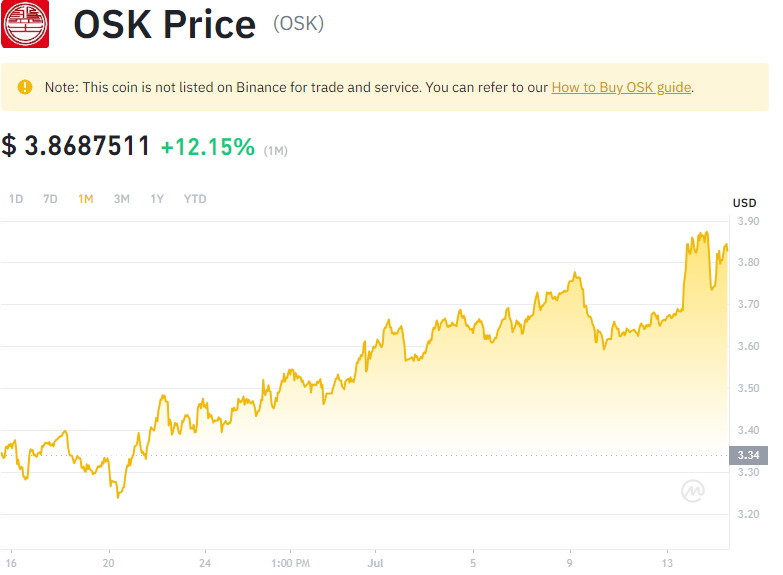 OSK Price (OSK)
Note: This coin is not listed on Binance for trade and service. You can refer to our How to Buy OSK guide.
$ 3.8687511 +12.15% (1M)
1D 7D 1M 3M 1Y YTD
USD
3.90
3.80
3.70
3.60
3.50
3.40
3.34
3.30
3.20
16 20 24 1:00 PM Jul 5 9 13